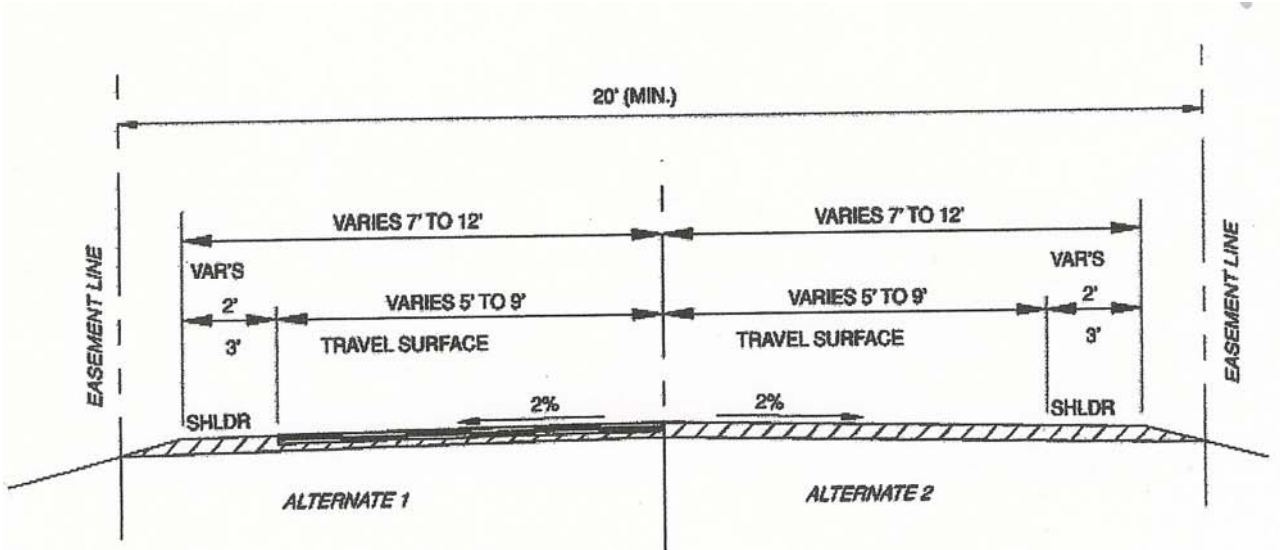 20' (MIN.)
VARIES 7' TO 12'
VARIES 7' TO 12'
EASEMENT LINE
VAR'S
2'
3'
VARIES 5' TO 9'
TRAVEL SURFACE
VARIES 5' TO 9'
TRAVEL SURFACE
VAR'S
2'
3'
EASEMENT LINE
SHLDR
2%
2%
SHLDR
ALTERNATE 1
ALTERNATE 2